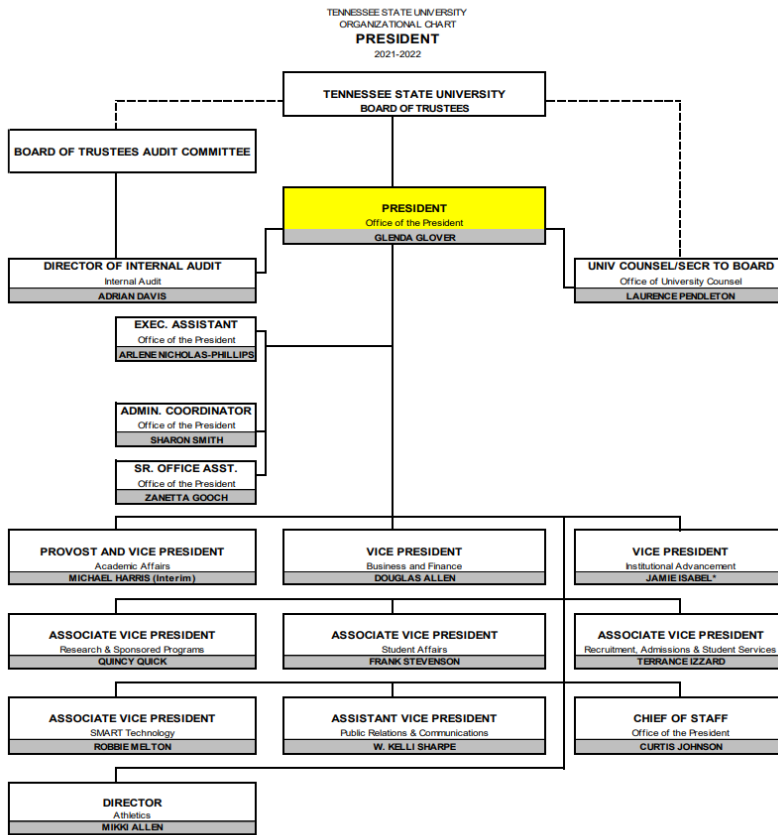 TENNESSEE STATE UNIVERSITY
ORGANIZATIONAL CHART
PRESIDENT
2021-2022
TENNESSEE STATE UNIVERSITY
BOARD OF TRUSTEES
BOARD OF TRUSTEES AUDIT COMMITTEE
PRESIDENT
Office of the President
GLENDA GLOVER
DIRECTOR OF INTERNAL AUDIT
Internal Audit
ADRIAN DAVIS
UNIV COUNSEL/SECR TO BOARD
Office of University Counsel
LAURENCE PENDLETON
EXEC. ASSISTANT
Office of the President
ARLENE NICHOLAS-PHILLIPS
ADMIN. COORDINATOR
Office of the President
SHARON SMITH
SR. OFFICE ASST.
Office of the President
ZANETTA GOOCH
PROVOST AND VICE PRESIDENT
Academic Affairs
MICHAEL HARRIS (Interim)
VICE PRESIDENT
Business and Finance
DOUGLAS ALLEN
VICE PRESIDENT
Institutional Advancement
JAMIE ISABEL*
ASSOCIATE VICE PRESIDENT
Research & Sponsored Programs
QUINCY QUICK
ASSOCIATE VICE PRESIDENT
Student Affairs
FRANK STEVENSON
ASSOCIATE VICE PRESIDENT
Recruitment, Admissions & Student Services
TERRANCE IZZARD
ASSOCIATE VICE PRESIDENT
SMART Technology
ROBBIE MELTON
ASSISTANT VICE PRESIDENT
Public Relations & Communications
W. KELLI SHARPE
CHIEF OF STAFF
Office of the President
CURTIS JOHNSON
DIRECTOR
Athletics
MIKKI ALLEN